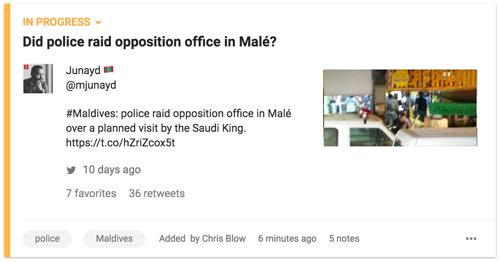 IN PROGRESS
Did police raid opposition office in Malé?
Junayd
@mjunayd
#Maldives: police raid opposition office in Malé
over a planned visit by the Saudi King.
https://t.co/hZriZcox5t
10 days ago
7 favorites 36 retweets
police Maldives Added by Chris Blow 6 minutes ago 5 notes